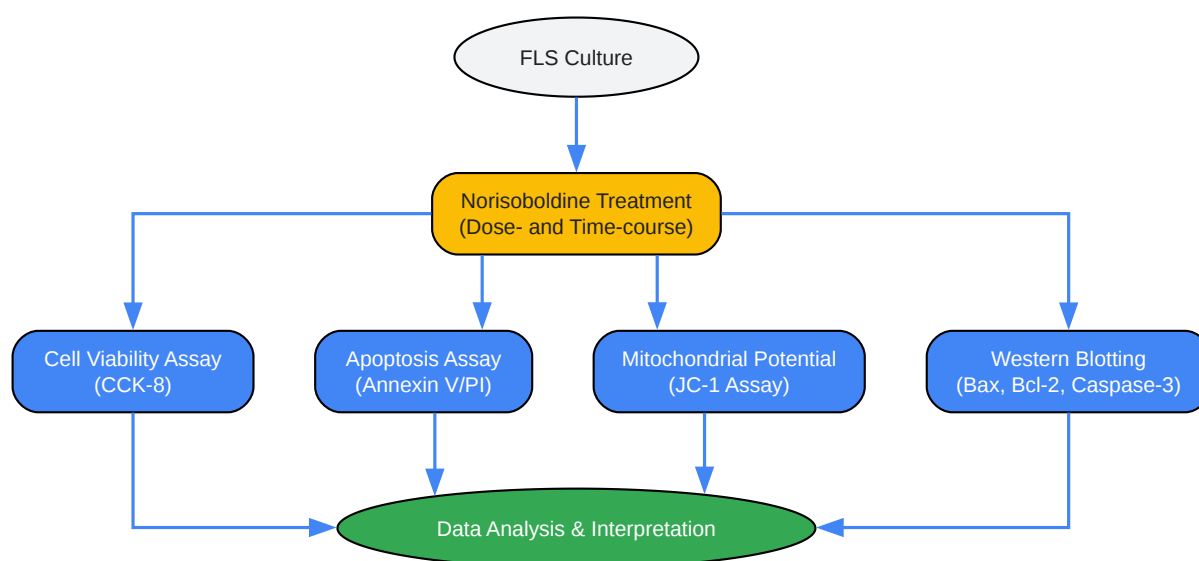 FLS Culture
Norisoboldine Treatment
(Dose- and Time-course)
Cell Viability Assay
(CCK-8)
Apoptosis Assay
(Annexin V/PI)
Mitochondrial Potential
(JC-1 Assay)
Western Blotting
(Bax, Bcl-2, Caspase-3)
Data Analysis & Interpretation